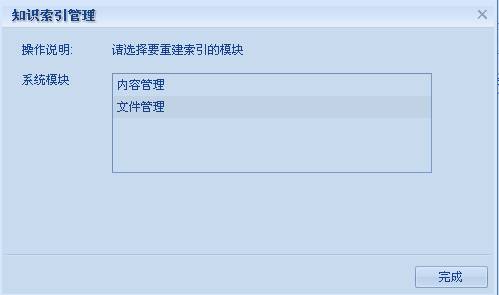 知识索引管理
操作说明: 请选择要重建索引的模块
系统模块
内容管理
文件管理
完成